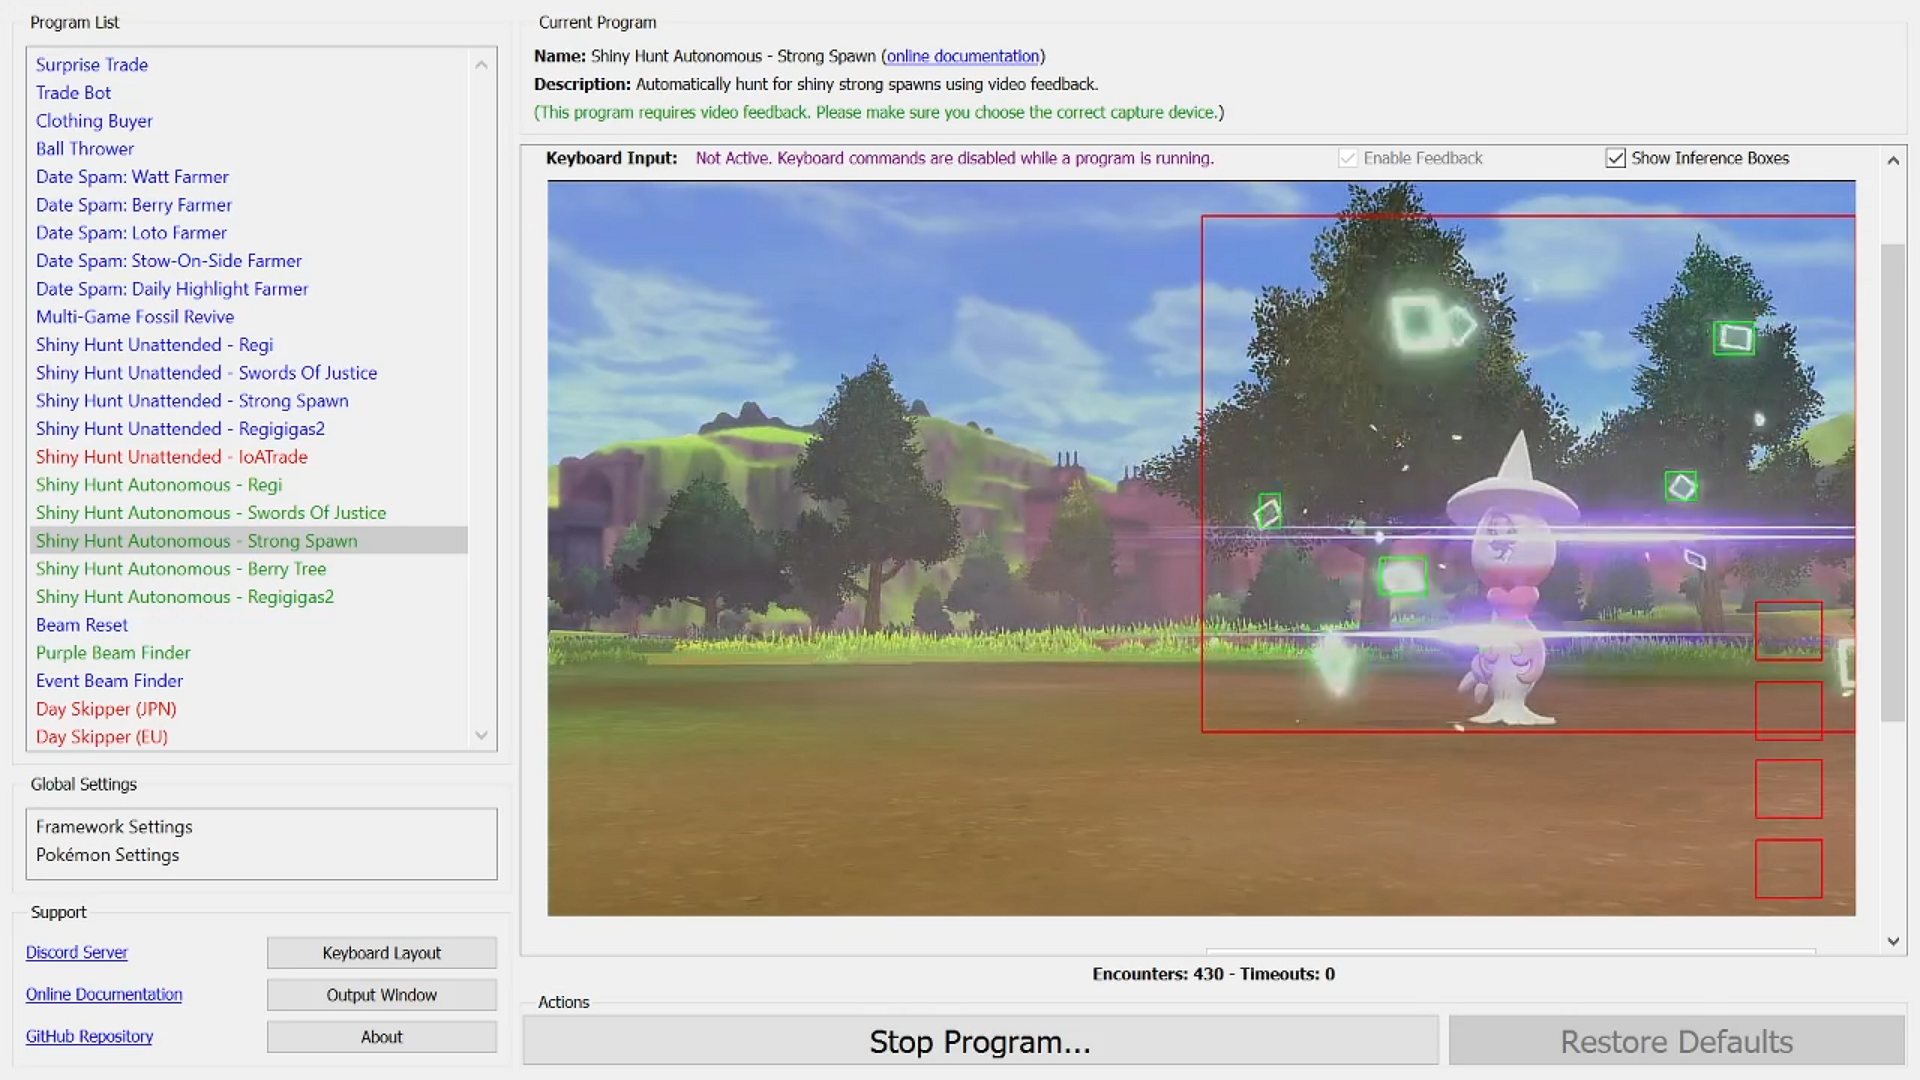 Program List
Surprise Trade
Trade Bot
Clothing Buyer
Ball Thrower
Date Spam: Watt Farmer
Date Spam: Berry Farmer
Date Spam: Loto Farmer
Date Spam: Stow-On-Side Farmer
Date Spam: Daily Highlight Farmer
Multi-Game Fossil Revive
Shiny Hunt Unattended - Regi
Shiny Hunt Unattended - Swords Of Justice
Shiny Hunt Unattended - Strong Spawn
Shiny Hunt Unattended - Regigigas2
Shiny Hunt Unattended - IoATrade
Shiny Hunt Autonomous - Regi
Shiny Hunt Autonomous - Swords Of Justice
Shiny Hunt Autonomous - Strong Spawn
Shiny Hunt Autonomous - Berry Tree
Shiny Hunt Autonomous - Regigigas2
Beam Reset
Purple Beam Finder
Event Beam Finder
Day Skipper (JPN)
Day Skipper (EU)
Global Settings
Framework Settings
Pokémon Settings
Support
Discord Server
Keyboard Layout
Online Documentation
Output Window
GitHub Repository
About
Current Program
Name: Shiny Hunt Autonomous - Strong Spawn (online documentation)
Description: Automatically hunt for shiny strong spawns using video feedback.
(This program requires video feedback. Please make sure you choose the correct capture device.)
Keyboard Input: Not Active. Keyboard commands are disabled while a program is running.
Enable Feedback
Show Inference Boxes
Encounters: 430 - Timeouts: 0
Actions
Stop Program...
Restore Defaults